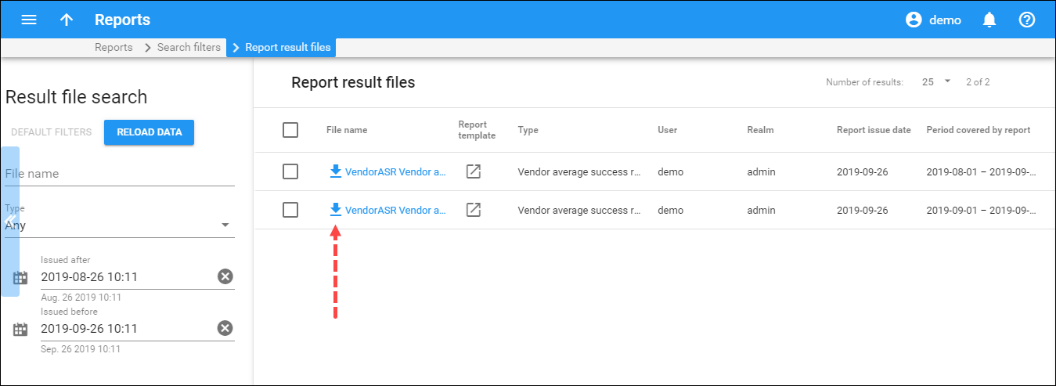 Reports
demo
Reports
Search filters
Report result files
Result file search
DEFAULT FILTERS
RELOAD DATA
File name
Type
Any
Issued after
2019-08-26 10:11
Aug. 26 2019 10:11
Issued before
2019-09-26 10:11
Sep. 26 2019 10:11
Report result files
Number of results: 25 2 of 2
File name Report template Type User Realm Report issue date Period covered by report
VendorASR Vendor a... Vendor average success r... demo admin 2019-09-26 2019-08-01 – 2019-09-...
VendorASR Vendor a... Vendor average success r... demo admin 2019-09-26 2019-09-01 – 2019-09-...